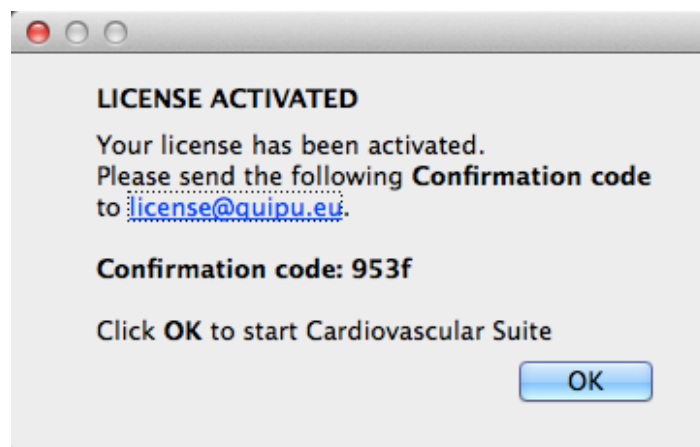 LICENSE ACTIVATED
Your license has been activated.
Please send the following Confirmation code
to license@quipu.eu.
Confirmation code: 953f
Click OK to start Cardiovascular Suite
OK